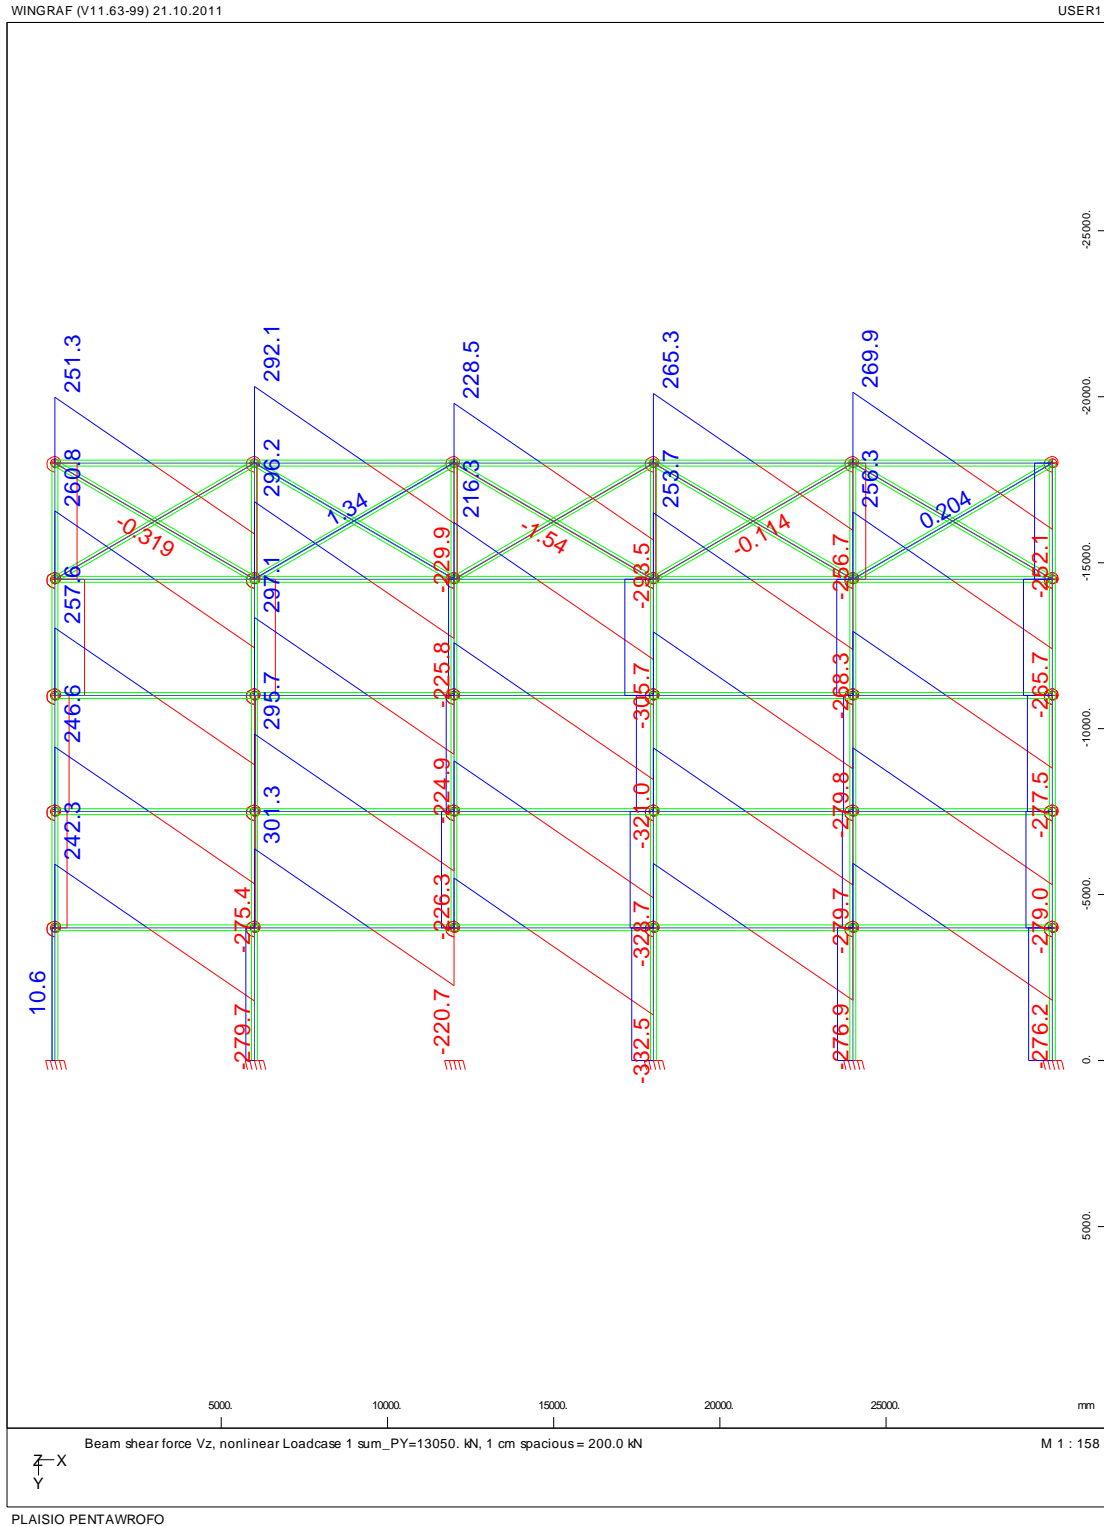 WINGRAF (V11.63-99) 21.10.2011 USER1
-25000.
-20000.
-15000.
-10000.
-5000.
0.
5000.
251.3 292.1 228.5 265.3 269.9
260.8 296.2 216.3 253.7 256.3
-0.319 1.34 -1.54 -0.114 0.204
257.6 297.1 -229.9 -293.5 -256.7 -252.1
246.6 295.7 -225.8 -305.7 -268.3 -265.7
242.3 301.3 -224.9 -321.0 -279.8 -277.5
-275.4 -226.3 -328.7 -279.7 -279.0
10.6 -279.7 -220.7 -332.5 -276.9 -276.2
5000. 10000. 15000. 20000. 25000. mm
Beam shear force Vz, nonlinear Loadcase 1 sum_PY=13050. kN, 1 cm spacious = 200.0 kN M 1 : 158
Z X
Y
PLAISIO PENTAWROFO